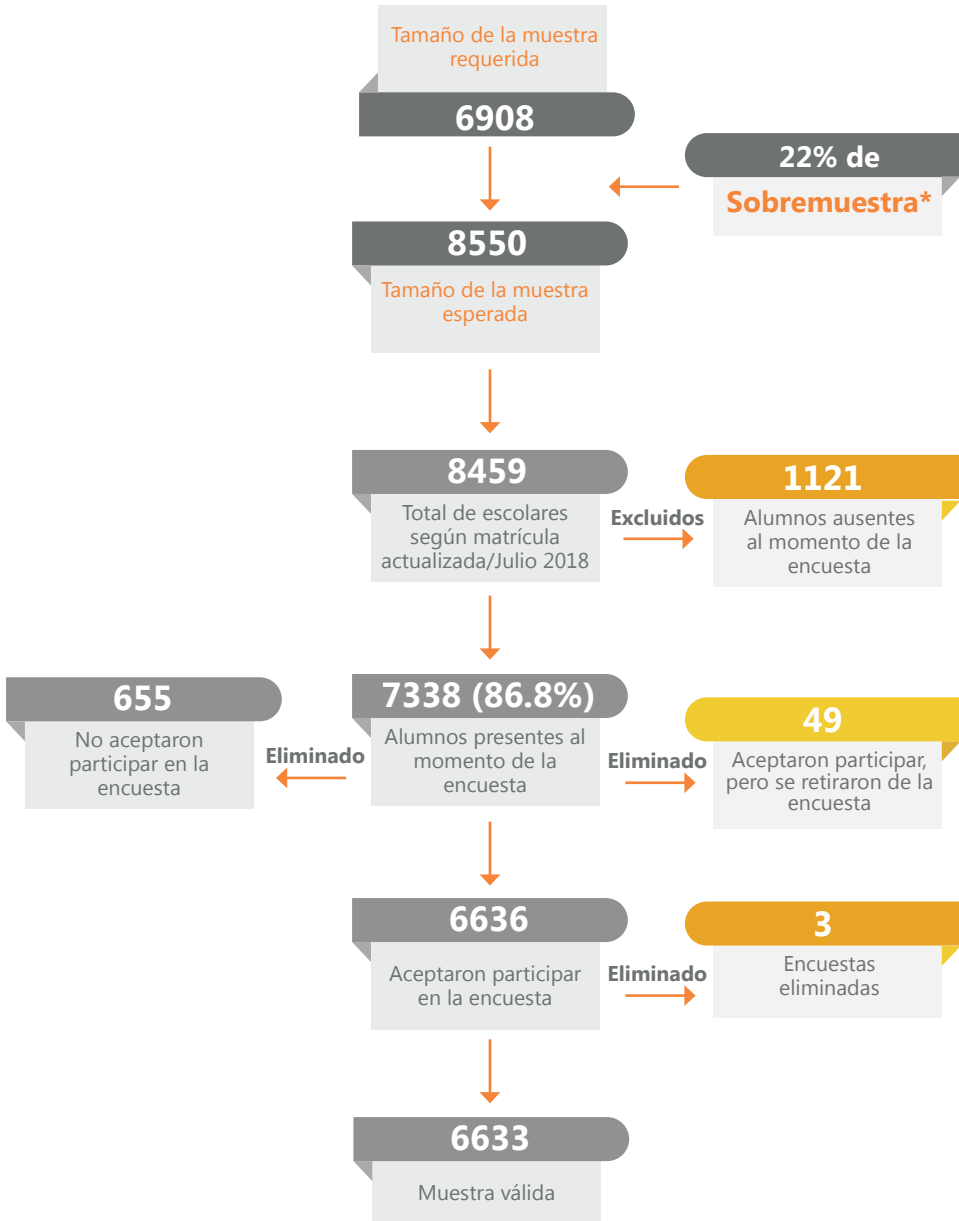 Tamaño de la muestra
requerida
6908
22% de
Sobremuestra*
8550
Tamaño de la muestra
esperada
8459
Total de escolares
según matrícula
actualizada/Julio 2018
Excluidos
1121
Alumnos ausentes
al momento de la
encuesta
655
No aceptaron
participar en la
encuesta
Eliminado
7338 (86.8%)
Alumnos presentes al
momento de la
encuesta
Eliminado
49
Aceptaron participar,
pero se retiraron de la
encuesta
6636
Aceptaron participar
en la encuesta
Eliminado
3
Encuestas
eliminadas
6633
Muestra válida